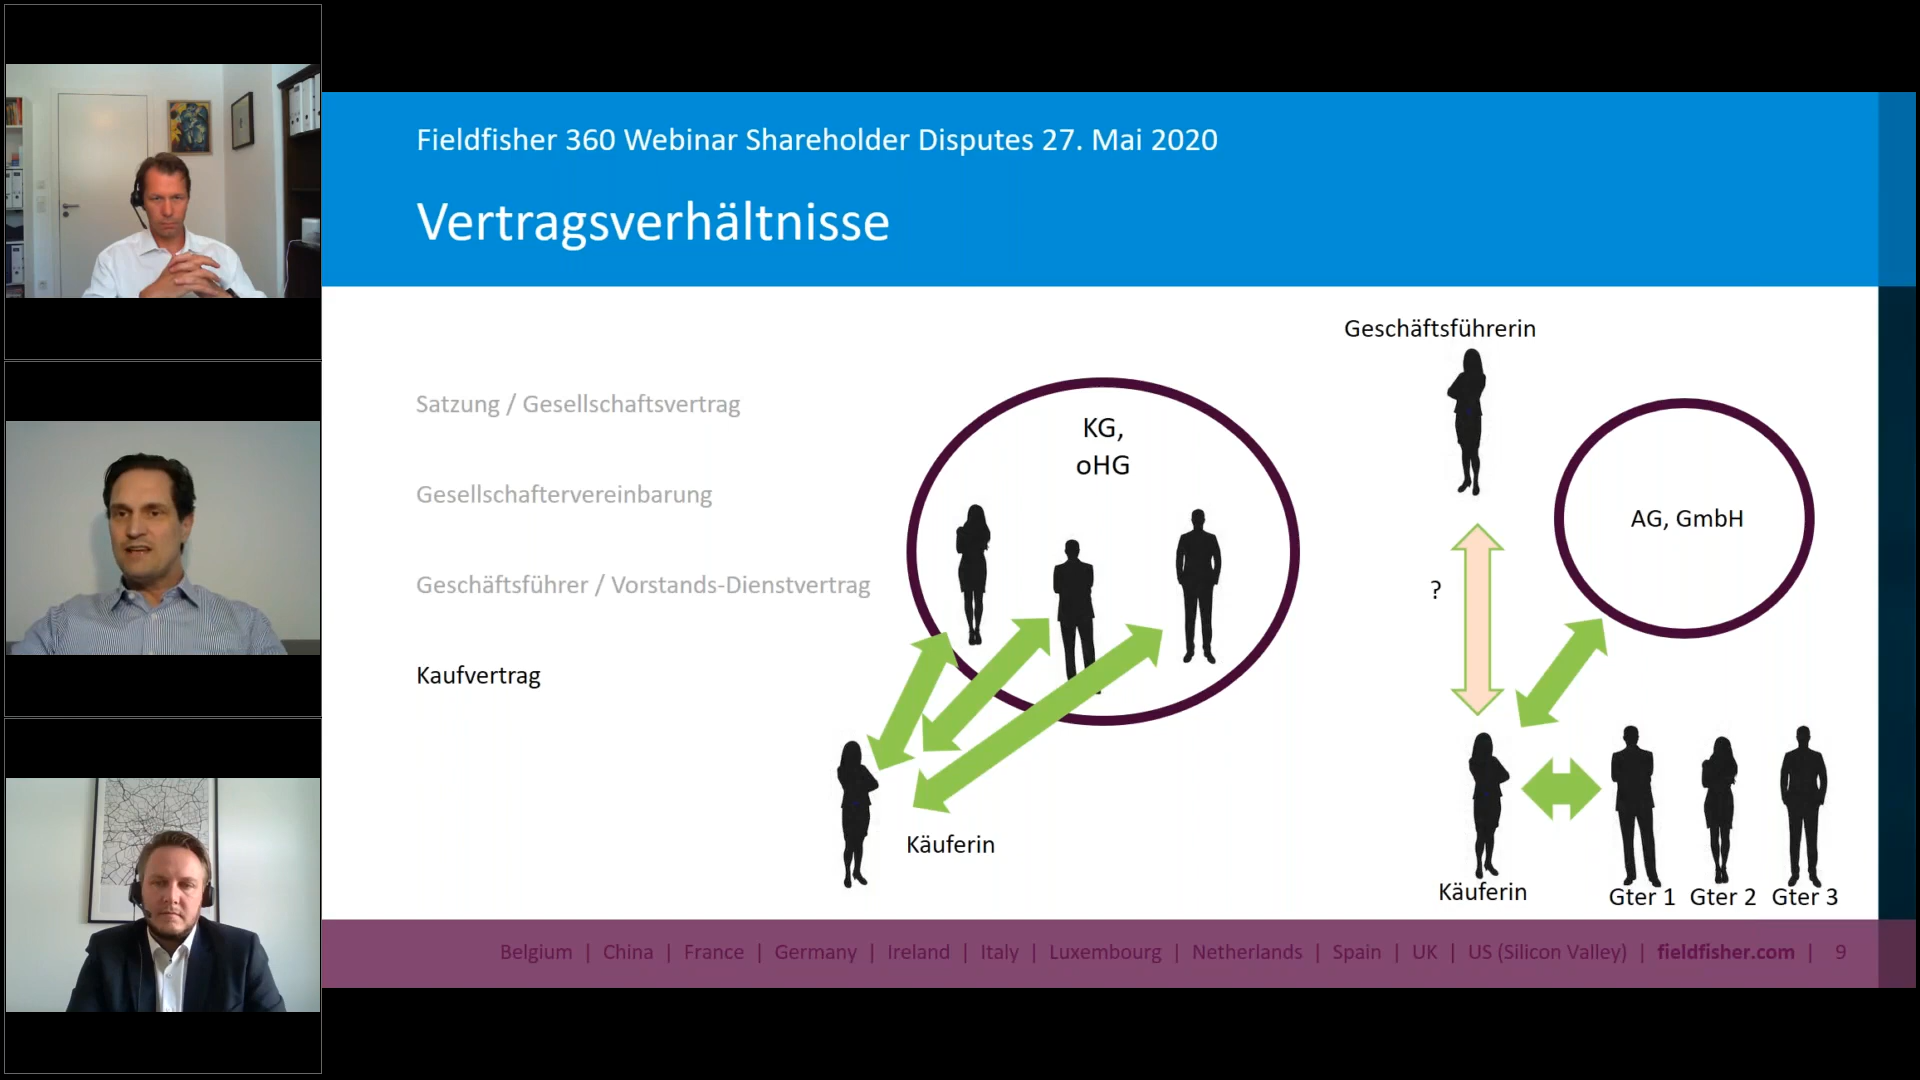 Fieldfisher 360 Webinar Shareholder Disputes 27. Mai 2020
Vertragsverhältnisse
Satzung / Gesellschaftsvertrag
Gesellschaftervereinbarung
Geschäftsführer / Vorstands-Dienstvertrag
Kaufvertrag
KG,
oHG
Käuferin
Geschäftsführerin
AG, GmbH
?
Käuferin
Gter 1 Gter 2 Gter 3
Belgium | China | France | Germany | Ireland | Italy | Luxembourg | Netherlands | Spain | UK | US (Silicon Valley) | fieldfisher.com | 9